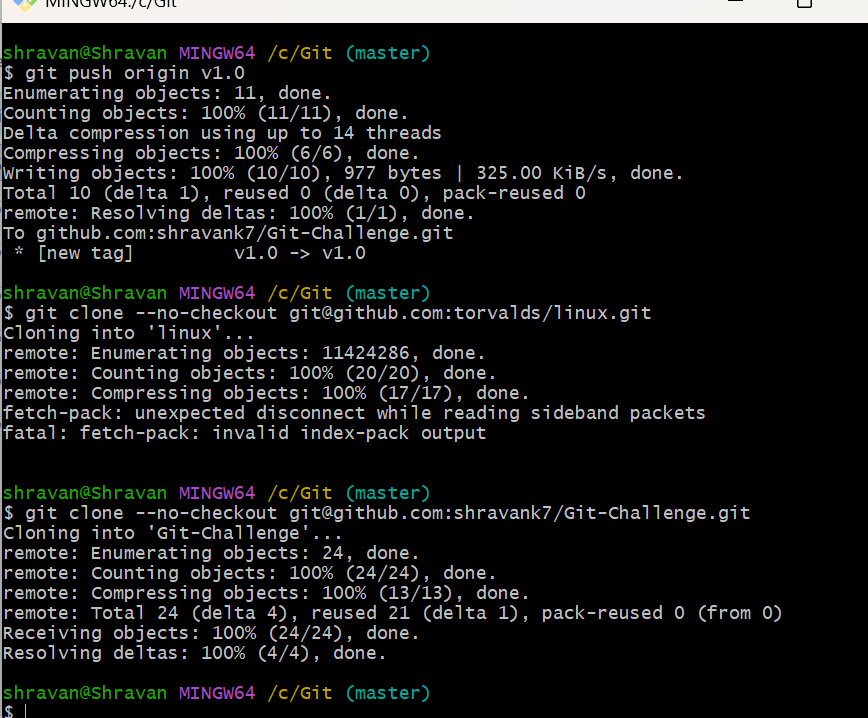 MINGW64:/c/Git
shravan@Shravan MINGW64 /c/Git (master)
$ git push origin v1.0
Enumerating objects: 11, done.
Counting objects: 100% (11/11), done.
Delta compression using up to 14 threads
Compressing objects: 100% (6/6), done.
Writing objects: 100% (10/10), 977 bytes | 325.00 KiB/s, done.
Total 10 (delta 1), reused 0 (delta 0), pack-reused 0
remote: Resolving deltas: 100% (1/1), done.
To github.com:shravank7/Git-Challenge.git
 * [new tag]         v1.0 -> v1.0
shravan@Shravan MINGW64 /c/Git (master)
$ git clone --no-checkout git@github.com:torvalds/linux.git
Cloning into 'linux'...
remote: Enumerating objects: 11424286, done.
remote: Counting objects: 100% (20/20), done.
remote: Compressing objects: 100% (17/17), done.
fetch-pack: unexpected disconnect while reading sideband packets
fatal: fetch-pack: invalid index-pack output
shravan@Shravan MINGW64 /c/Git (master)
$ git clone --no-checkout git@github.com:shravank7/Git-Challenge.git
Cloning into 'Git-Challenge'...
remote: Enumerating objects: 24, done.
remote: Counting objects: 100% (24/24), done.
remote: Compressing objects: 100% (13/13), done.
remote: Total 24 (delta 4), reused 21 (delta 1), pack-reused 0 (from 0)
Receiving objects: 100% (24/24), done.
Resolving deltas: 100% (4/4), done.
shravan@Shravan MINGW64 /c/Git (master)
$